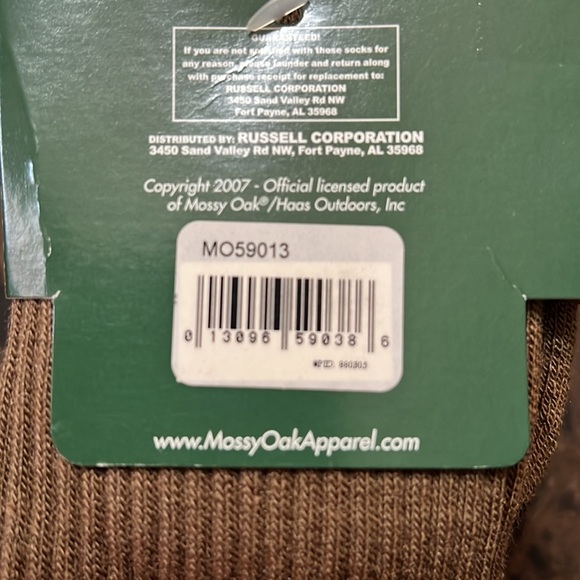 GUARANTEED!
If you are not satisfied with these socks for
any reason, please launder and return along
with purchase receipt for replacement to:
RUSSELL CORPORATION
3450 Sand Valley Rd NW
Fort Payne, AL 35968
DISTRIBUTED BY: RUSSELL CORPORATION
3450 Sand Valley Rd NW, Fort Payne, AL 35968
Copyright 2007 - Official licensed product
of Mossy Oak®/Haas Outdoors, Inc
MO59013
0 13096 59038 6
www.MossyOakApparel.com